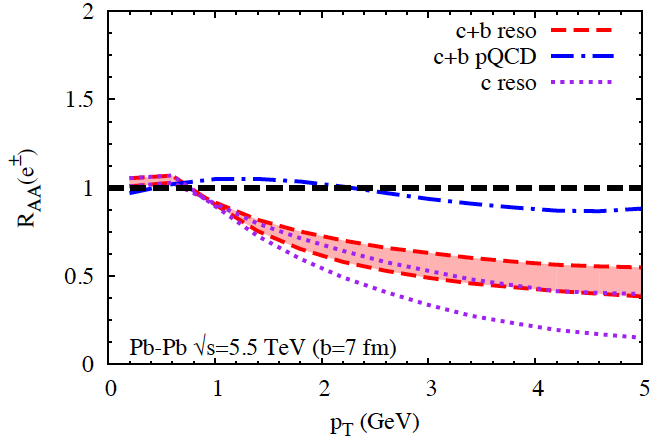 2
1.5
1
0.5
0
R_AA(e^±)
c+b reso
c+b pQCD
c reso
Pb-Pb √s=5.5 TeV (b=7 fm)
0 1 2 3 4 5
p_T (GeV)